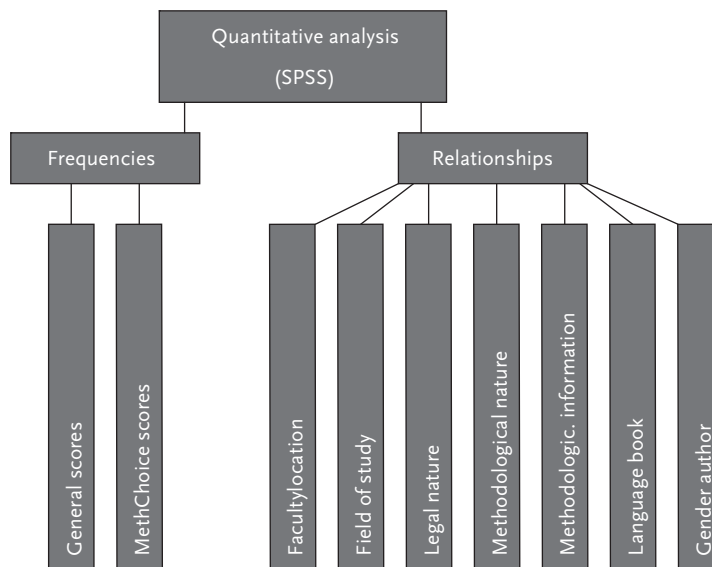 Quantitative analysis
(SPSS)
Frequencies
Relationships
General scores
MethChoice scores
Facultylocation
Field of study
Legal nature
Methodological nature
Methodologic. information
Language book
Gender author